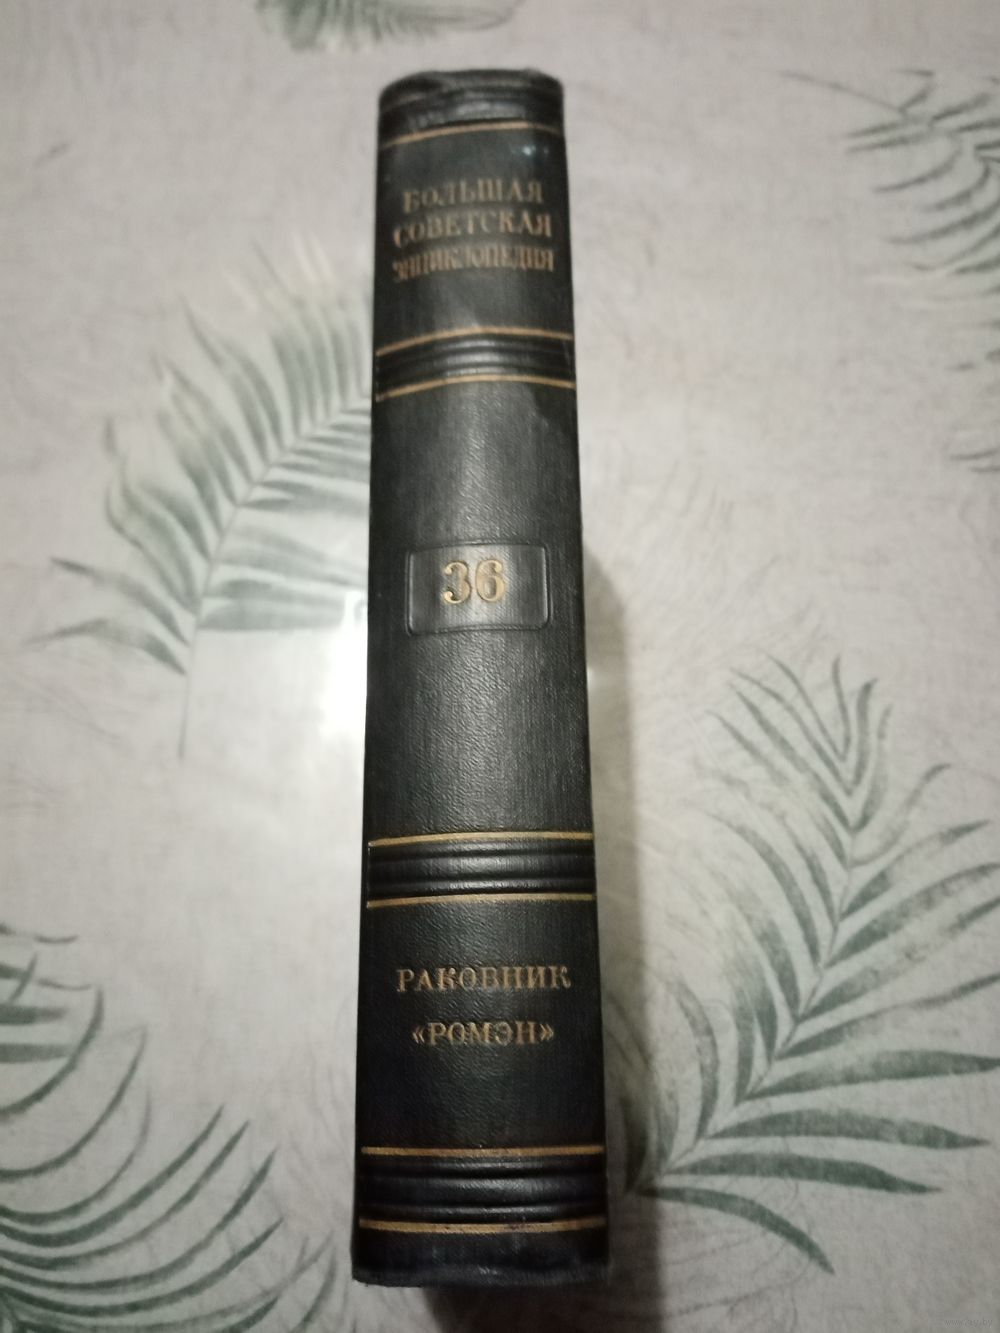 БОЛЬШАЯ
СОВЕТСКАЯ
ЭНЦИКЛОПЕДИЯ
36
РАКОВНИК
«РОМЭН»